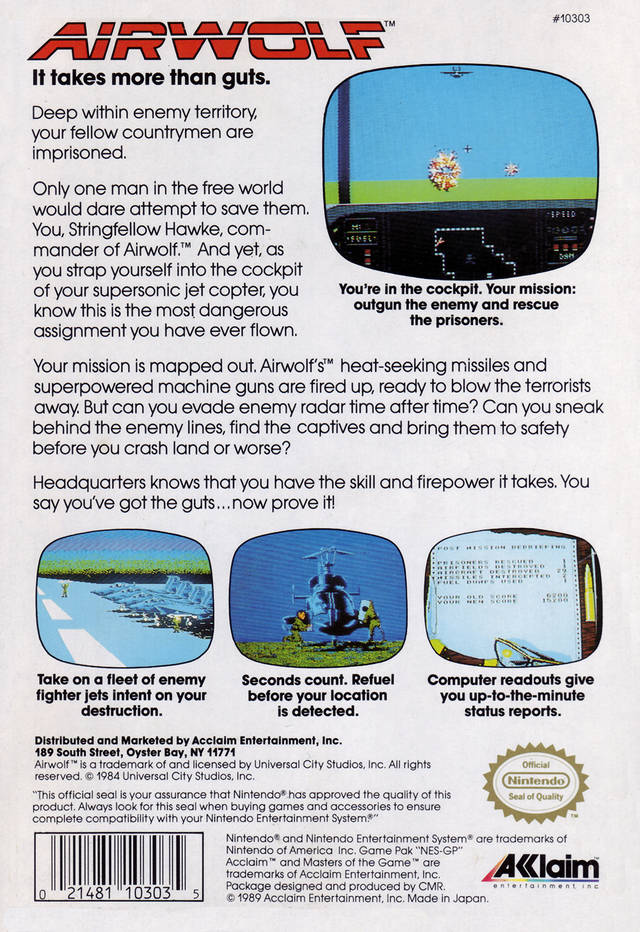 AIRWOLF™
#10303
It takes more than guts.
Deep within enemy territory,
your fellow countrymen are
imprisoned.
Only one man in the free world
would dare attempt to save them.
You, Stringfellow Hawke, com-
mander of Airwolf.™ And yet, as
you strap yourself into the cockpit
of your supersonic jet copter, you
know this is the most dangerous
assignment you have ever flown.
SPEED
FUEL
DAM
You're in the cockpit. Your mission:
outgun the enemy and rescue
the prisoners.
Your mission is mapped out. Airwolf's™ heat-seeking missiles and
superpowered machine guns are fired up, ready to blow the terrorists
away. But can you evade enemy radar time after time? Can you sneak
behind the enemy lines, find the captives and bring them to safety
before you crash land or worse?
Headquarters knows that you have the skill and firepower it takes. You
say you've got the guts...now prove it!
POST MISSION DEBRIEFING
PRISONERS RESCUED
AIRFIELDS DESTROYED
AIRCRAFT DESTROYED
MISSILES INTERCEPTED
FUEL DUMPS USED
YOUR OLD SCORE 6200
YOUR NEW SCORE 15200
Take on a fleet of enemy
fighter jets intent on your
destruction.
Seconds count. Refuel
before your location
is detected.
Computer readouts give
you up-to-the-minute
status reports.
Distributed and Marketed by Acclaim Entertainment, Inc.
189 South Street, Oyster Bay, NY 11771
Airwolf™ is a trademark of and licensed by Universal City Studios, Inc. All rights
reserved. © 1984 Universal City Studios, Inc.
"This official seal is your assurance that Nintendo® has approved the quality of this
product. Always look for this seal when buying games and accessories to ensure
complete compatibility with your Nintendo Entertainment System®"
Official
Nintendo
Seal of Quality
TM
Nintendo® and Nintendo Entertainment System® are trademarks of
Nintendo of America Inc. Game Pak "NES-GP"
Acclaim™ and Masters of the Game™ are
trademarks of Acclaim Entertainment, Inc.
Package designed and produced by CMR.
© 1989 Acclaim Entertainment, Inc. Made in Japan.
0 21481 10303 5
AKlaim™
entertainment, inc